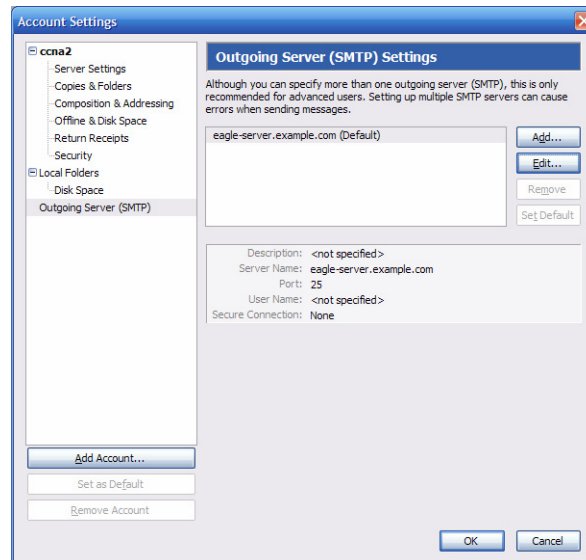 Account Settings
ccna2
Server Settings
Copies & Folders
Composition & Addressing
Offline & Disk Space
Return Receipts
Security
Local Folders
Disk Space
Outgoing Server (SMTP)
Add Account...
Set as Default
Remove Account
Outgoing Server (SMTP) Settings
Although you can specify more than one outgoing server (SMTP), this is only
recommended for advanced users. Setting up multiple SMTP servers can cause
errors when sending messages.
eagle-server.example.com (Default)
Add...
Edit...
Remove
Set Default
Description: <not specified>
Server Name: eagle-server.example.com
Port: 25
User Name: <not specified>
Secure Connection: None
OK
Cancel